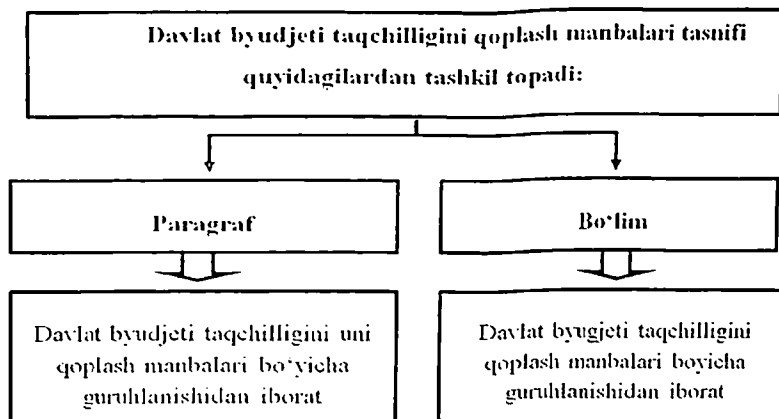 Davlat byudjeti taqchilligini qoplash manbalari tasnifi
quyidagilardan tashkil topadi:
Paragraf
Bo‘lim
Davlat byudjeti taqchilligini uni
qoplash manbalari bo‘yicha
guruhlanishidan iborat
Davlat byugjeti taqchilligini
qoplash manbalari boyicha
guruhlanishidan iborat